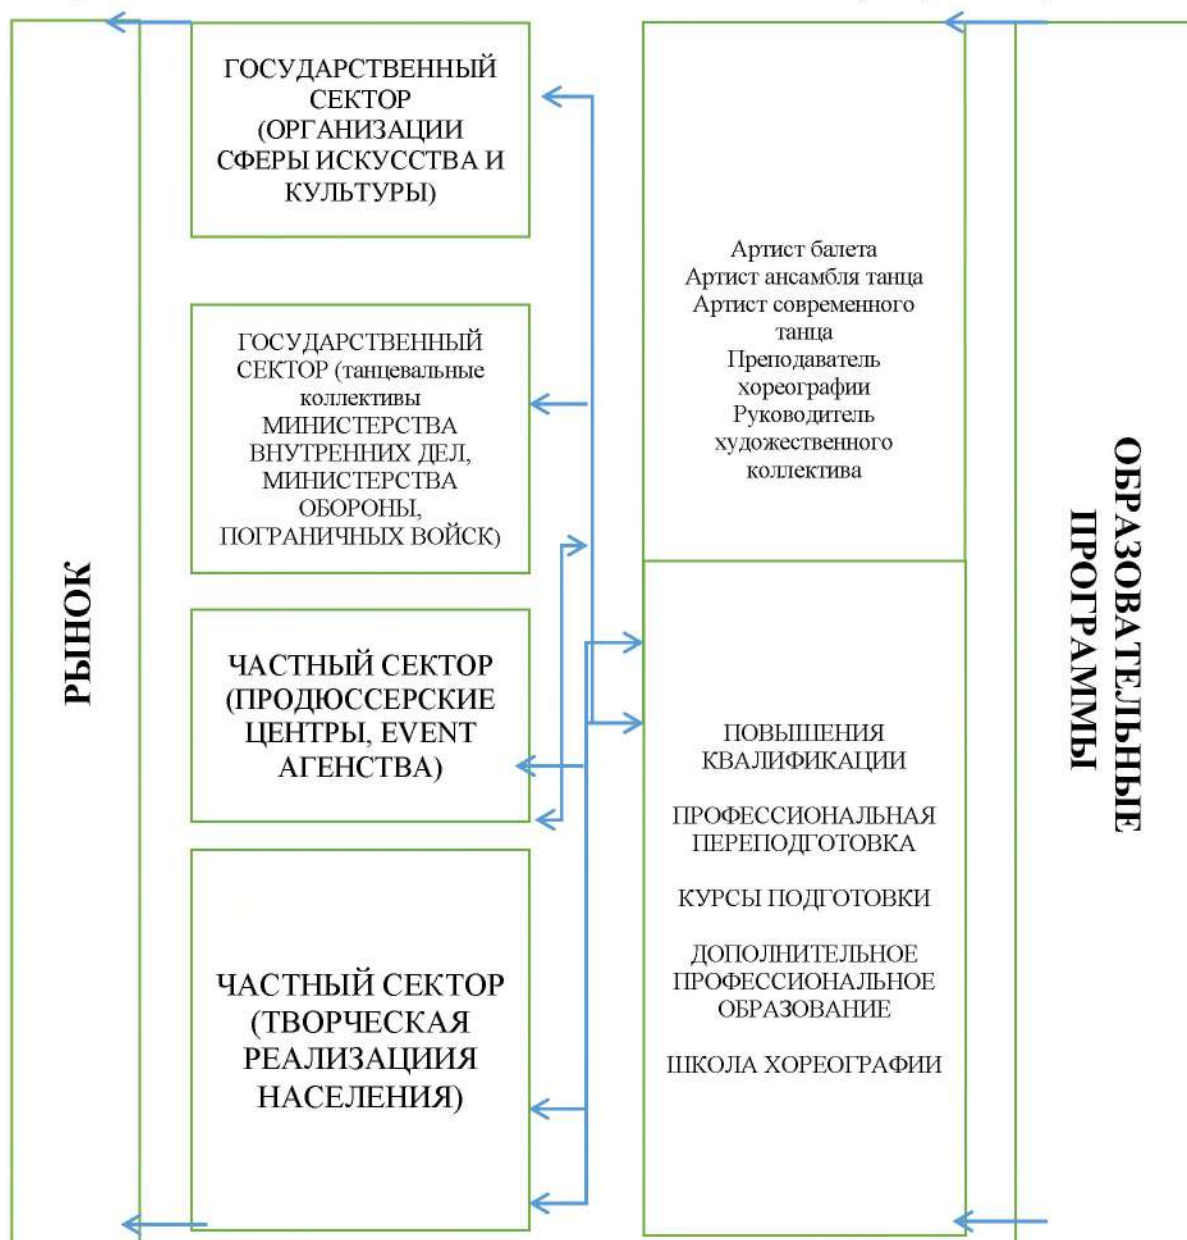 РЫНОК
ГОСУДАРСТВЕННЫЙ
СЕКТОР
(ОРГАНИЗАЦИИ
СФЕРЫ ИСКУССТВА И
КУЛЬТУРЫ)
ГОСУДАРСТВЕННЫЙ
СЕКТОР (танцевальные
коллективы
МИНИСТЕРСТВА
ВНУТРЕННИХ ДЕЛ,
МИНИСТЕРСТВА
ОБОРОНЫ,
ПОГРАНИЧНЫХ ВОЙСК)
ЧАСТНЫЙ СЕКТОР
(ПРОДЮССЕРСКИЕ
ЦЕНТРЫ, EVENT
АГЕНСТВА)
ЧАСТНЫЙ СЕКТОР
(ТВОРЧЕСКАЯ
РЕАЛИЗАЦИИЯ
НАСЕЛЕНИЯ)
Артист балета
Артист ансамбля танца
Артист современного
танца
Преподаватель
хореографии
Руководитель
художественного
коллектива
ПОВЫШЕНИЯ
КВАЛИФИКАЦИИ
ПРОФЕССИОНАЛЬНАЯ
ПЕРЕПОДГОТОВКА
КУРСЫ ПОДГОТОВКИ
ДОПОЛНИТЕЛЬНОЕ
ПРОФЕССИОНАЛЬНОЕ
ОБРАЗОВАНИЕ
ШКОЛА ХОРЕОГРАФИИ
ОБРАЗОВАТЕЛЬНЫЕ
ПРОГРАММЫ